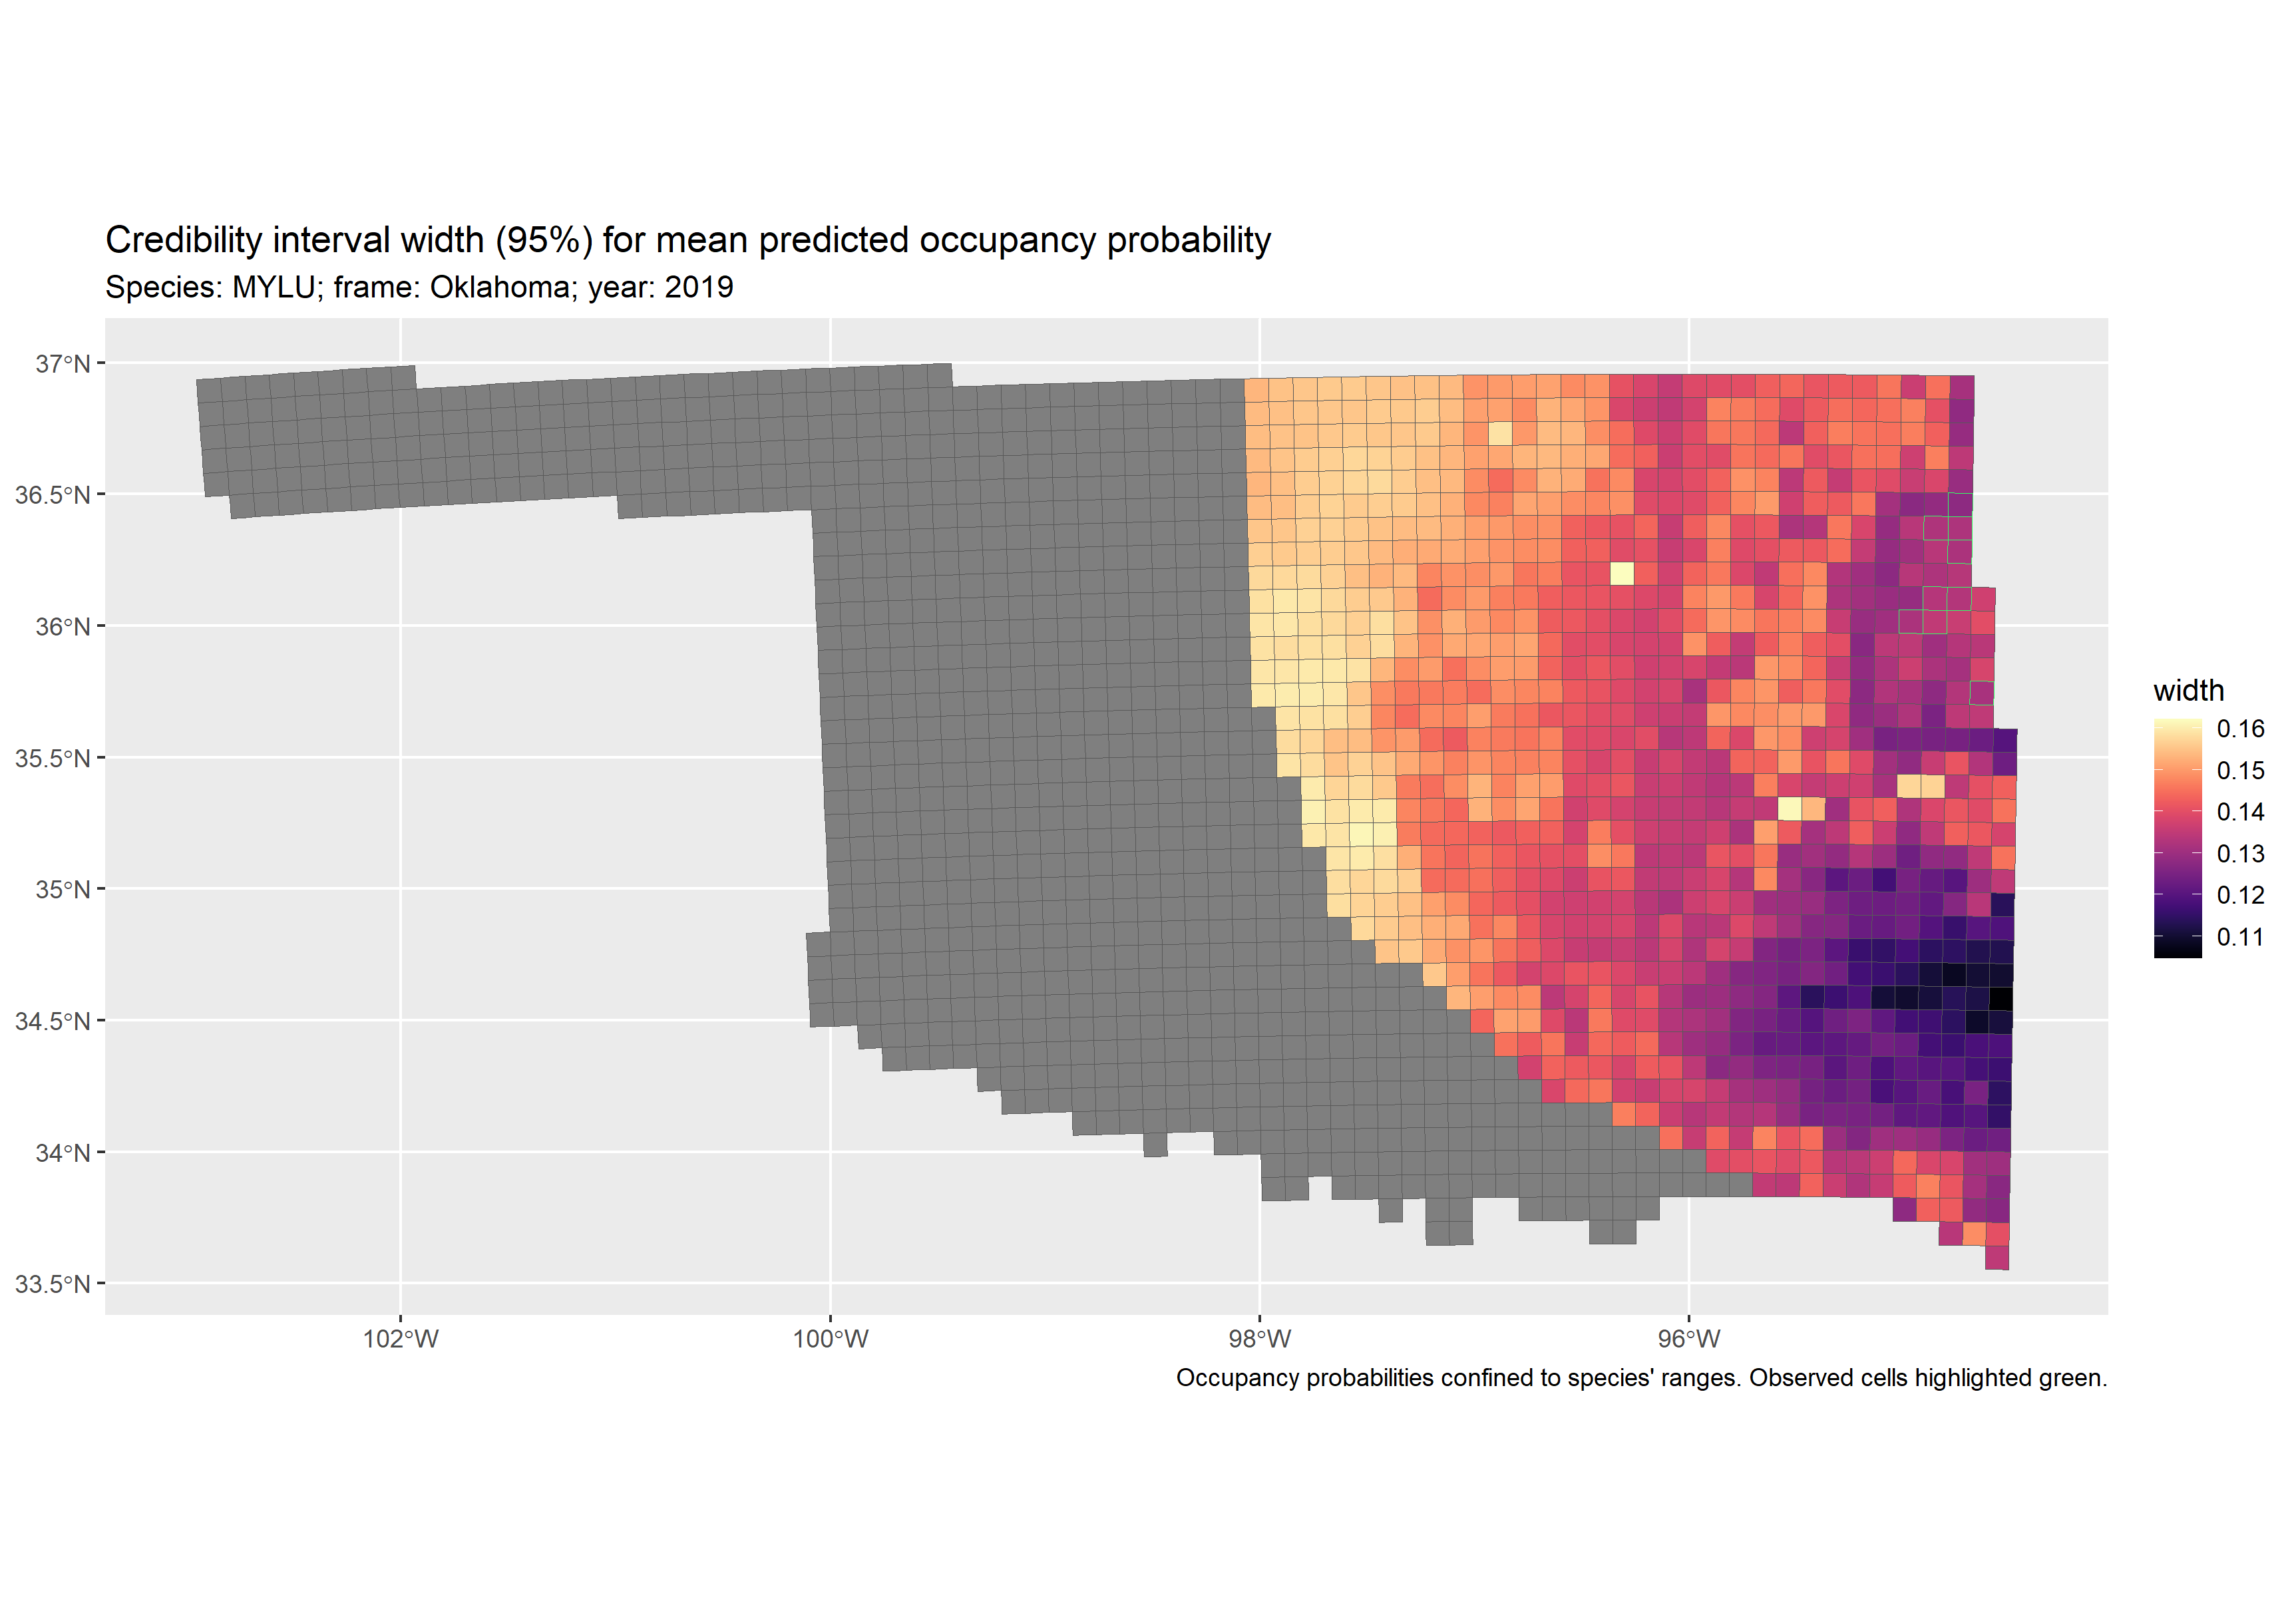 Credibility interval width (95%) for mean predicted occupancy probability
Species: MYLU; frame: Oklahoma; year: 2019
37°N
36.5°N
36°N
35.5°N
35°N
34.5°N
34°N
33.5°N
102°W
100°W
98°W
96°W
width
0.16
0.15
0.14
0.13
0.12
0.11
Occupancy probabilities confined to species' ranges. Observed cells highlighted green.